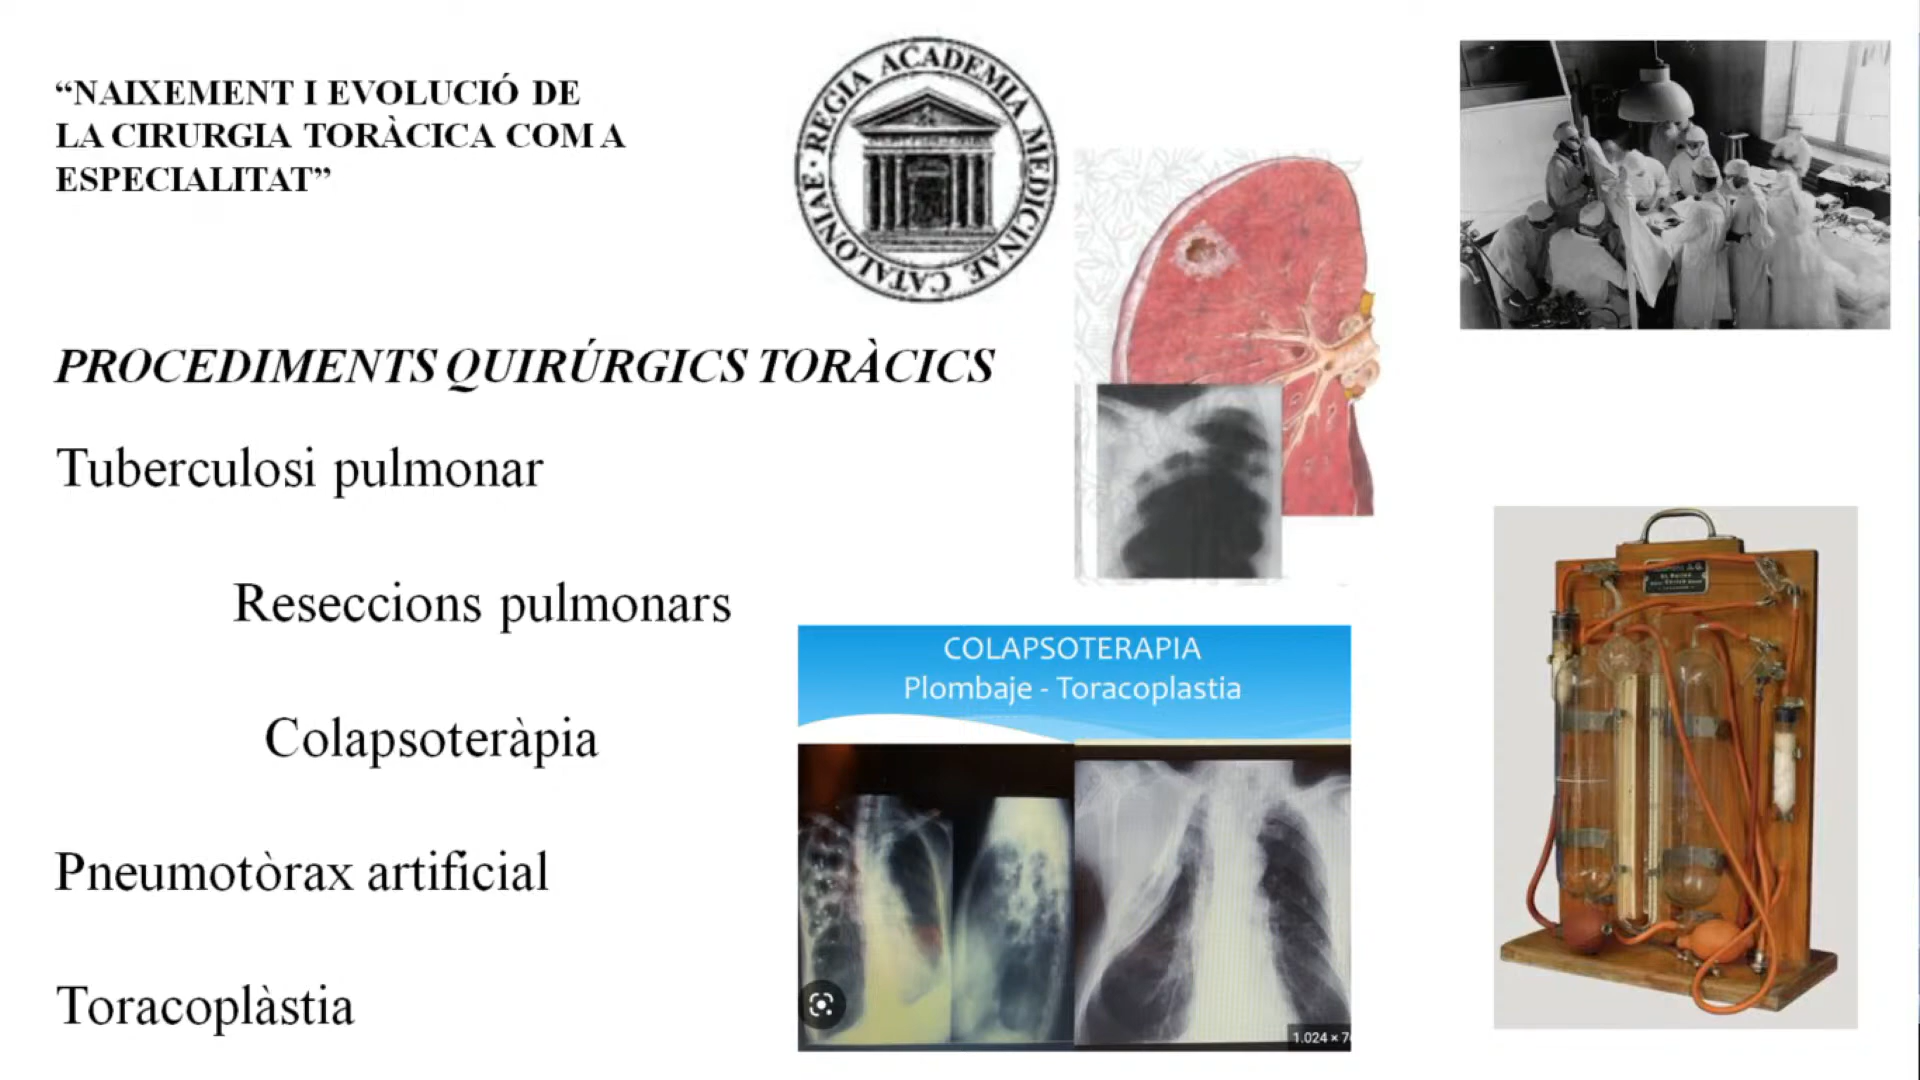 “NAIXEMENT I EVOLUCIÓ DE
LA CIRURGIA TORÀCICA COM A
ESPECIALITAT”
REGIA ACADEMIA MEDICINAE CATALONIAE
PROCEDIMENTS QUIRÚRGICS TORÀCICS
Tuberculosi pulmonar
Reseccions pulmonars
Colapsoteràpia
Pneumotòrax artificial
Toracoplàstia
COLAPSOTERAPIA
Plombaje - Toracoplastia